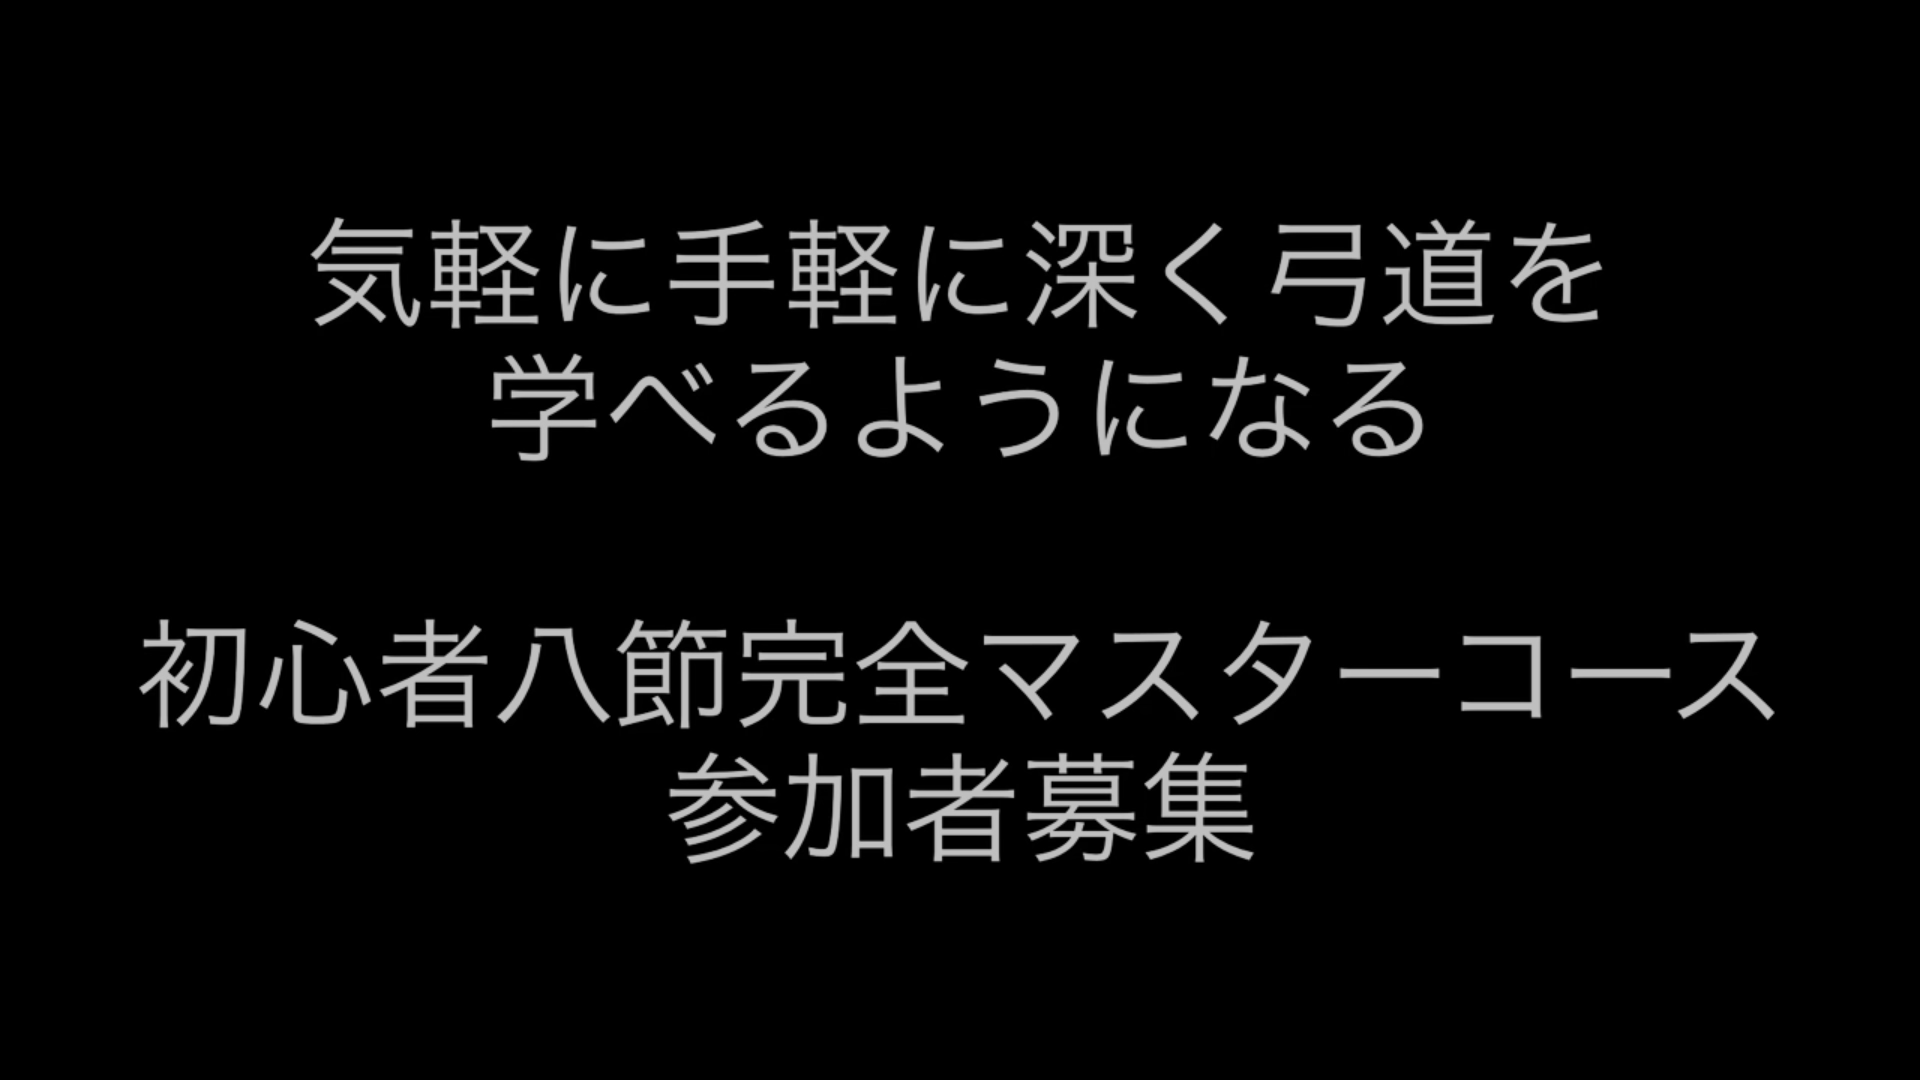 気軽に手軽に深く弓道を
学べるようになる
初心者八節完全マスターコース
参加者募集